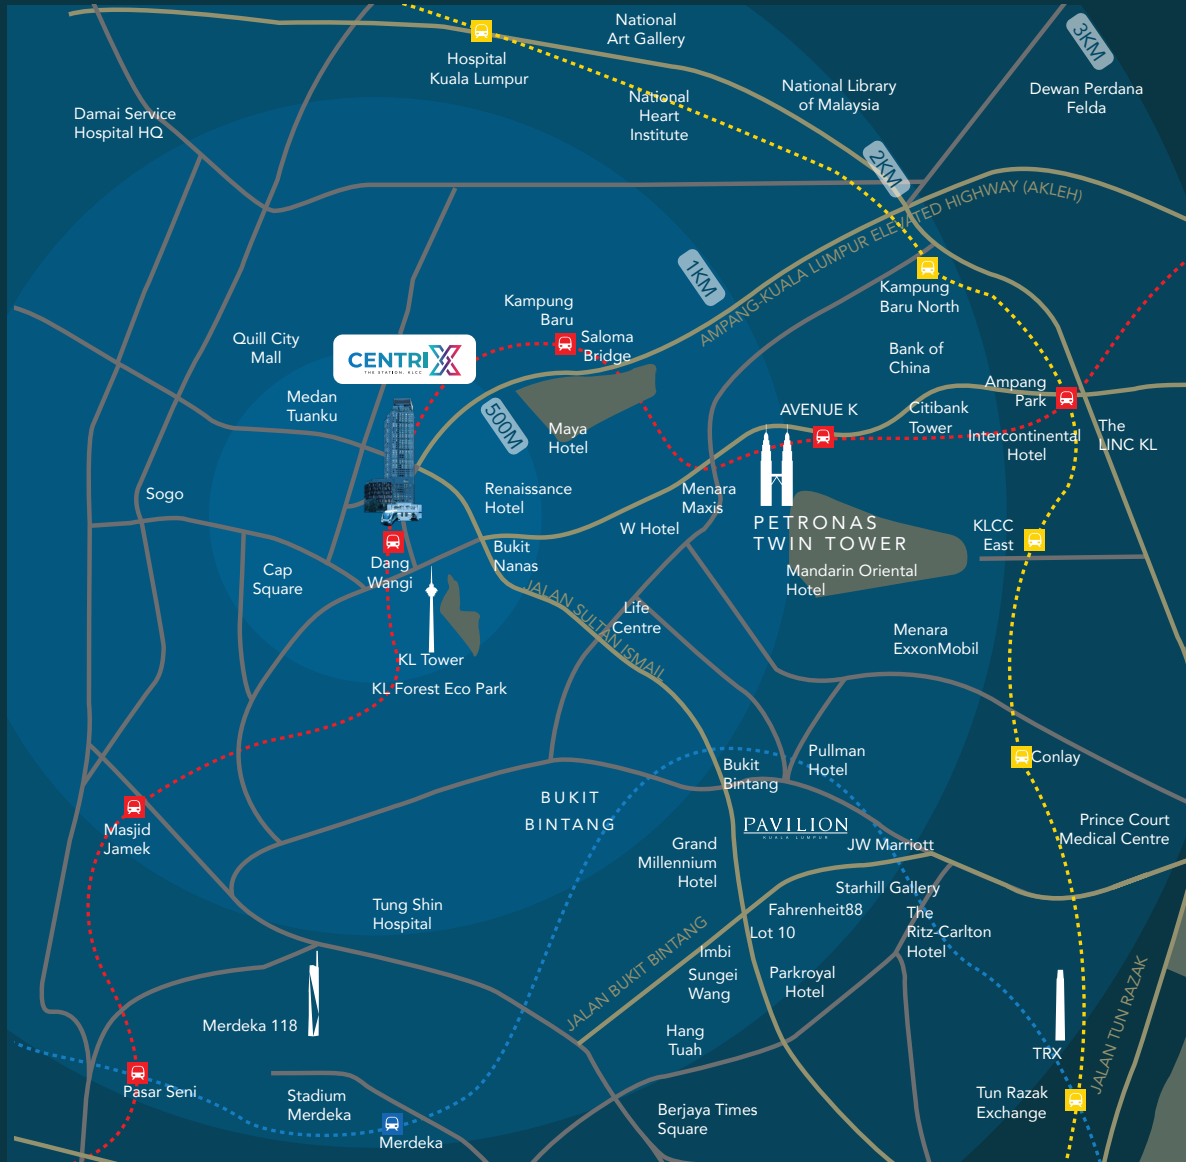 National
Art Gallery
3KM
Hospital
Kuala Lumpur
National Library
of Malaysia
Dewan Perdana
Felda
National
Heart
Institute
Damai Service
Hospital HQ
2KM
AMPANG-KUALA LUMPUR ELEVATED HIGHWAY (AKLEH)
1KM
Kampung
Baru North
Kampung
Baru
Saloma
Bridge
Quill City
Mall
CENTRIX
THE STATION, KLCC
Bank of
China
Medan
Tuanku
500M
Maya
Hotel
AVENUE K
Ampang
Park
Citibank
Tower
Intercontinental
Hotel
The
LINC KL
Sogo
Renaissance
Hotel
Menara
Maxis
W Hotel
PETRONAS
TWIN TOWER
KLCC
East
Bukit
Nanas
Dang
Wangi
Cap
Square
Mandarin Oriental
Hotel
JALAN SULTAN ISMAIL
Life
Centre
Menara
ExxonMobil
KL Tower
KL Forest Eco Park
Pullman
Hotel
Bukit
Bintang
Conlay
BUKIT
BINTANG
PAVILION
KUALA LUMPUR
Masjid
Jamek
Prince Court
Medical Centre
Grand
Millennium
Hotel
JW Marriott
Starhill Gallery
Fahrenheit88
The
Ritz-Carlton
Hotel
Tung Shin
Hospital
Lot 10
JALAN BUKIT BINTANG
Imbi
Sungei
Wang
Parkroyal
Hotel
Merdeka 118
Hang
Tuah
TRX
JALAN TUN RAZAK
Pasar Seni
Stadium
Merdeka
Tun Razak
Exchange
Berjaya Times
Square
Merdeka